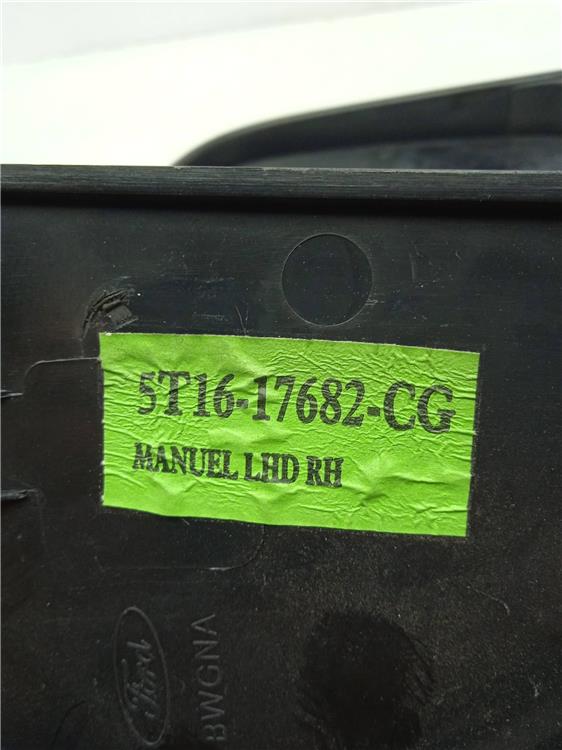 5T16-17682-CG
MANUEL LHD RH
Ford
BWGNA